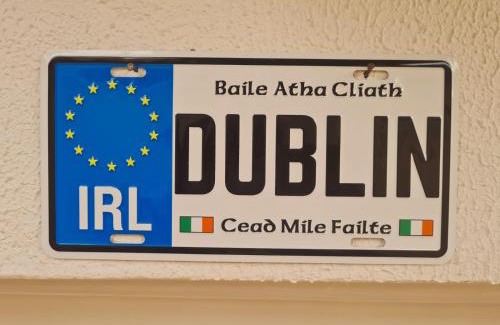 Baile Atha Cliath
DUBLIN
IRL
Cead Mile Failte